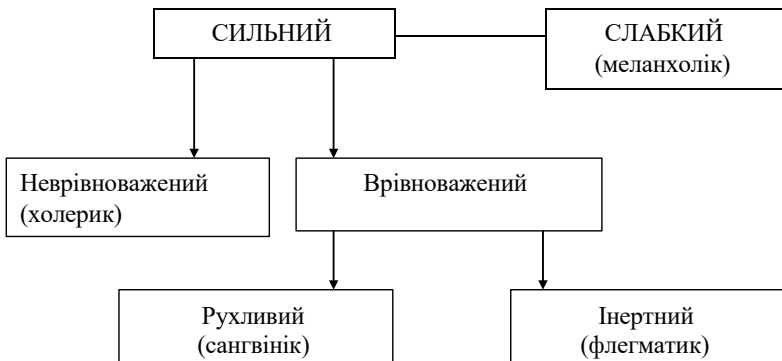 СИЛЬНИЙ
СЛАБКИЙ
(меланхолік)
Неврівноважений
(холерик)
Врівноважений
Рухливий
(сангвінік)
Інертний
(флегматик)